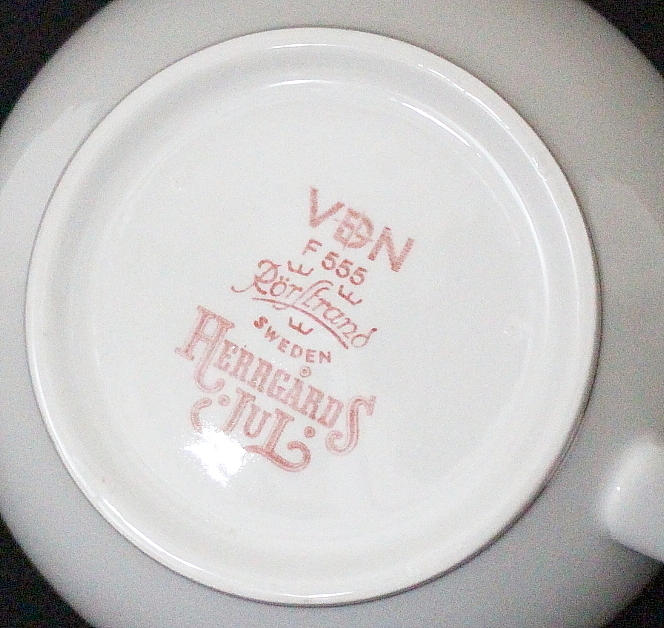 VDN
F 555
Rörstrand
SWEDEN
HERRGÅRDS
JUL